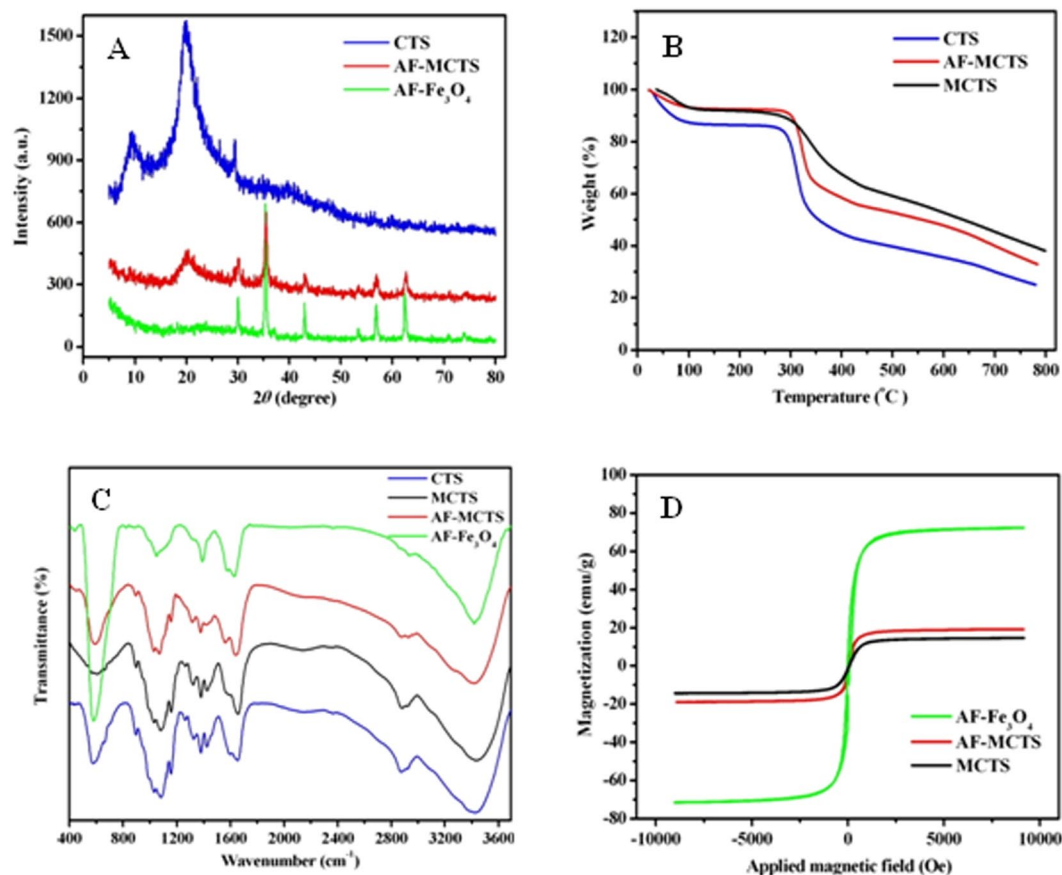 A
CTS
AF-MCTS
AF-Fe₃O₄
1500
1200
900
600
300
0
Intensity (a.u.)
0 10 20 30 40 50 60 70 80
2θ (degree)
B
CTS
AF-MCTS
MCTS
120
100
80
60
40
20
0
Weight (%)
0 100 200 300 400 500 600 700 800
Temperature (°C )
C
CTS
MCTS
AF-MCTS
AF-Fe₃O₄
Transmittance (%)
400 800 1200 1600 2000 2400 2800 3200 3600
Wavenumber (cm⁻¹)
D
100
80
60
40
20
0
-20
-40
-60
-80
Magnetization (emu/g)
AF-Fe₃O₄
AF-MCTS
MCTS
-10000 -5000 0 5000 10000
Applied magnetic field (Oe)